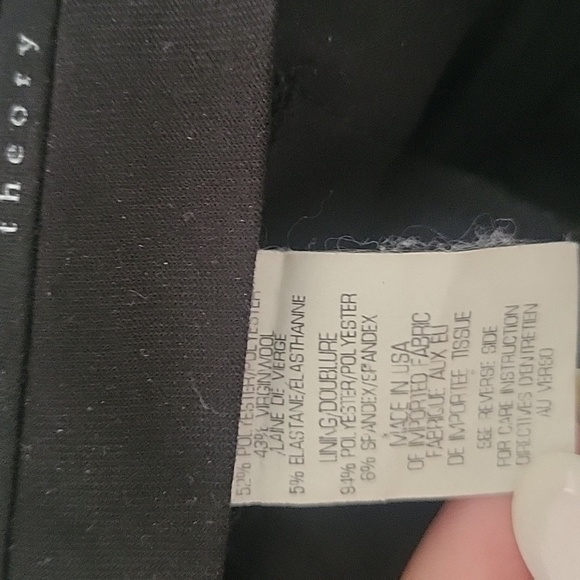 theory
52% POLYESTER/POLYESTER
43% VIRGIN WOOL
/LAINE DE VERGE
5% ELASTANE/ELASTHANNE
LINING/DOUBLURE
94% POLYESTER/POLYESTER
6% SPANDEX/SPANDEX
MADE IN USA
OF IMPORTED FABRIC
FABRIQUE AUX EU
DE IMPORTEE TISSUE
SEE REVERSE SIDE
FOR CARE INSTRUCTION
DIRECTIVES D'ENTRETIEN
AU VERSO